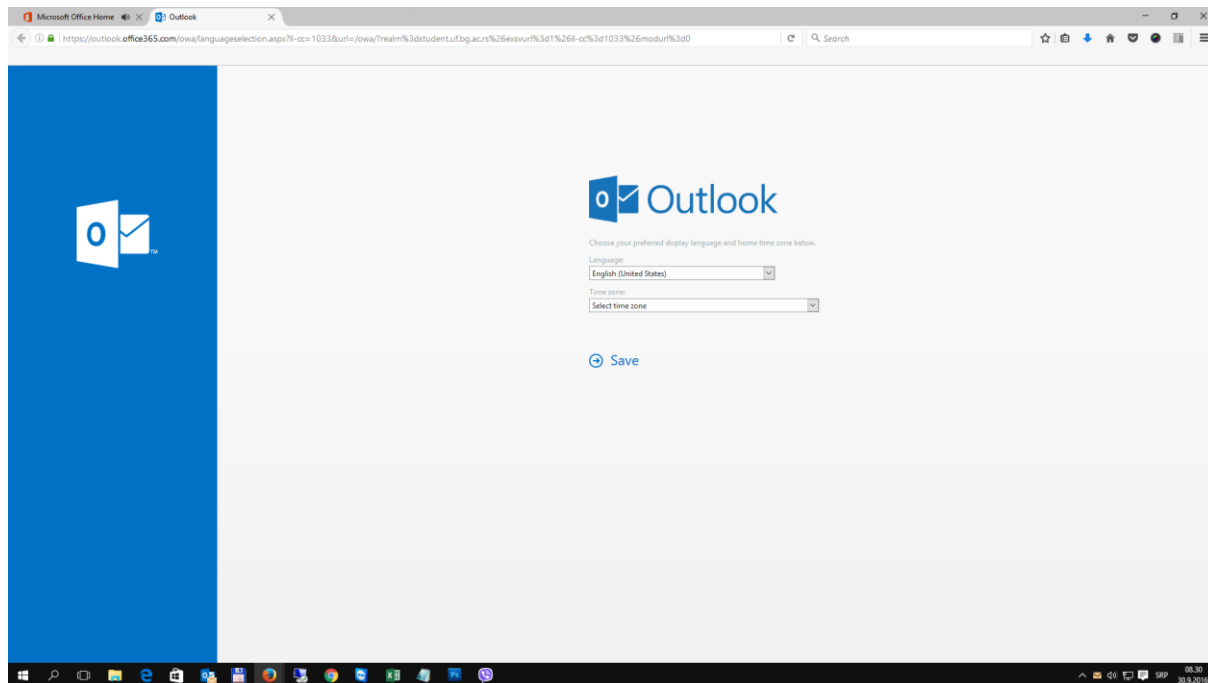 Microsoft Office Home
Outlook
https://outlook.office365.com/owa/languageselection.aspx?ll-cc=1033&url=/owa/?realm%3dstudent.uf.bg.ac.rs%26exsvurl%3d1%26ll-cc%3d1033%26modurl%3d0
Search
O
TM
O
Outlook
Choose your preferred display language and home time zone below.
Language:
English (United States)
Time zone:
Select time zone
Save
SRP
08.30
30.9.2016